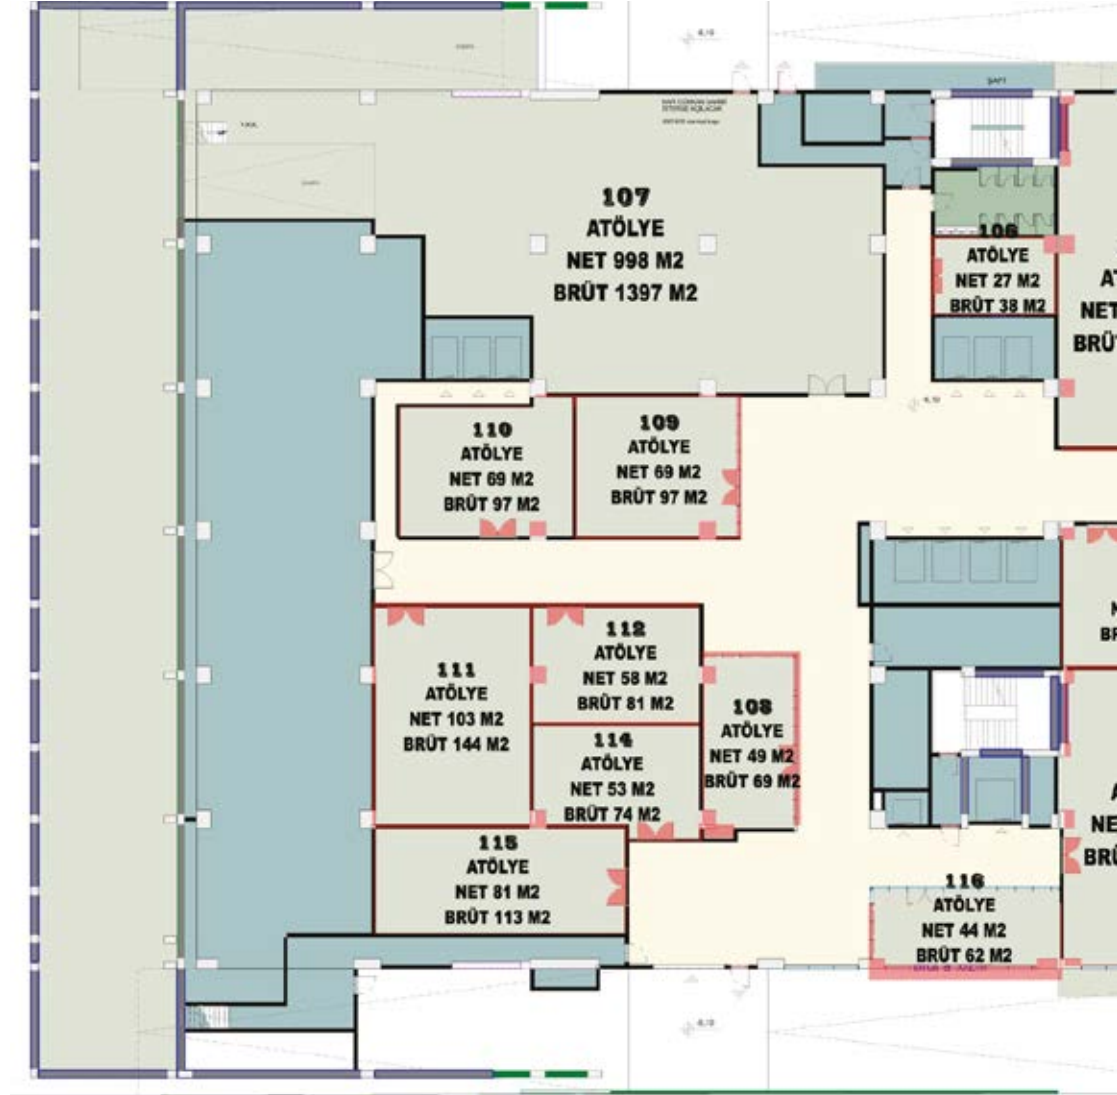 ŞAFT
107
ATÖLYE
NET 998 M2
BRÜT 1397 M2
106
ATÖLYE
NET 27 M2
BRÜT 38 M2
AT
NET
BRÜT
110
ATÖLYE
NET 69 M2
BRÜT 97 M2
109
ATÖLYE
NET 69 M2
BRÜT 97 M2
111
ATÖLYE
NET 103 M2
BRÜT 144 M2
112
ATÖLYE
NET 58 M2
BRÜT 81 M2
114
ATÖLYE
NET 53 M2
BRÜT 74 M2
108
ATÖLYE
NET 49 M2
BRÜT 69 M2
115
ATÖLYE
NET 81 M2
BRÜT 113 M2
116
ATÖLYE
NET 44 M2
BRÜT 62 M2